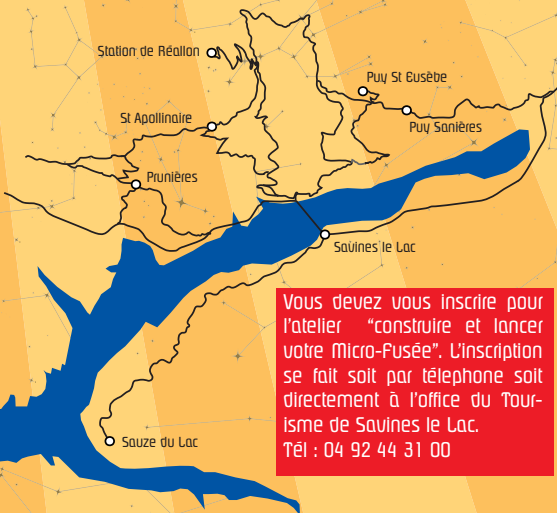 Station de Réallon
Puy St Eusèbe
St Apollinaire
Puy Sanières
Prunières
Savines le Lac
Vous devez vous inscrire pour
l'atelier "construire et lancer
votre Micro-Fusée". L'inscription
se fait soit par télephone soit
directement à l'office du Tour-
isme de Savines le Lac.
Tél : 04 92 44 31 00
Sauze du Lac